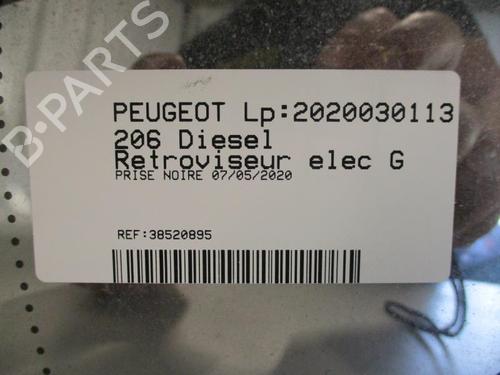 B-PARTS
PEUGEOT Lp:2020030113
206 Diesel
Retroviseur elec G
PRISE NOIRE 07/05/2020
REF:38520895